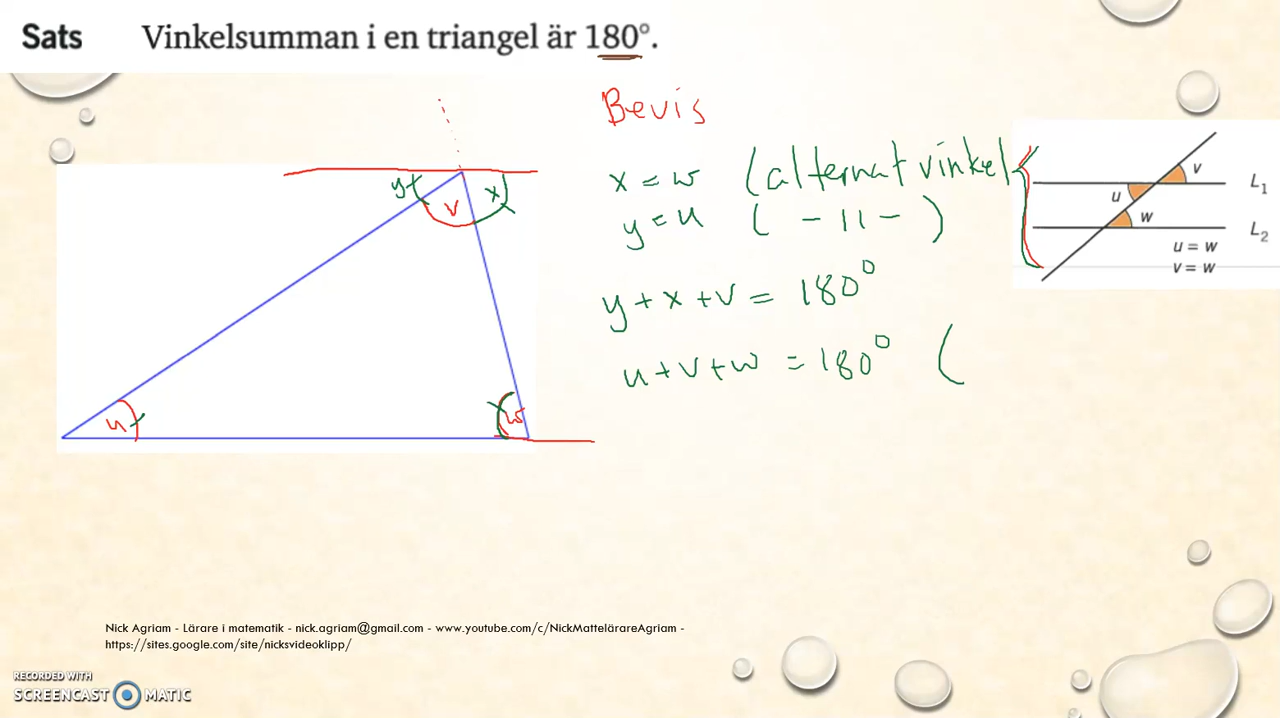 Sats Vinkelsumman i en triangel är 180°.
Bevis
x = w (alternatvinkel
y = u ( - 11 - )
y + x + v = 180°
u + v + w = 180° (
y v x
u w
v
u L₁
w L₂
u = w
v = w
Nick Agriam - Lärare i matematik - nick.agriam@gmail.com - www.youtube.com/c/NickMattelärareAgriam -
https://sites.google.com/site/nicksvideoklipp/
RECORDED WITH
SCREENCAST MATIC